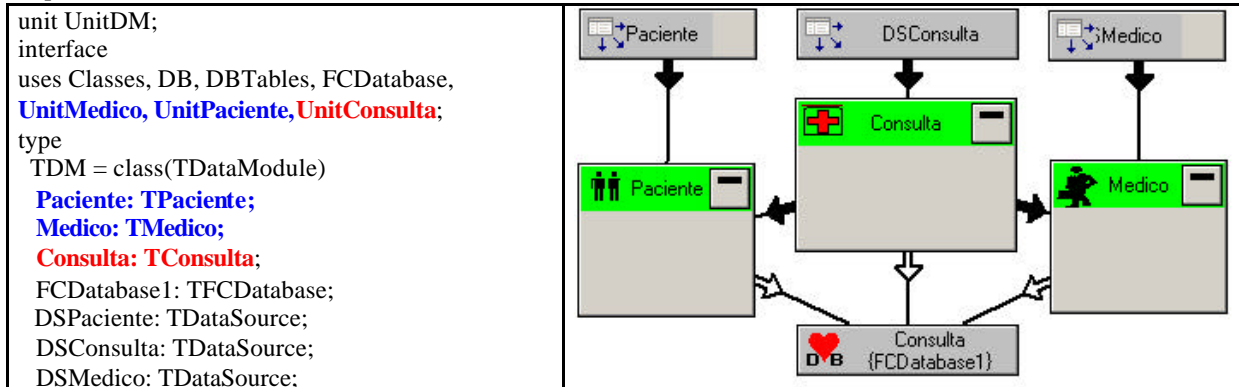 unit UnitDM;
interface
uses Classes, DB, DBTables, FCDatabase,
UnitMedico, UnitPaciente,UnitConsulta;
type
TDM = class(TDataModule)
Paciente: TPaciente;
Medico: TMedico;
Consulta: TConsulta;
FCDatabase1: TFCDatabase;
DSPaciente: TDataSource;
DSConsulta: TDataSource;
DSMedico: TDataSource;
Paciente
DSConsulta
Medico
Consulta
Paciente
Medico
D B
Consulta
{FCDatabase1}